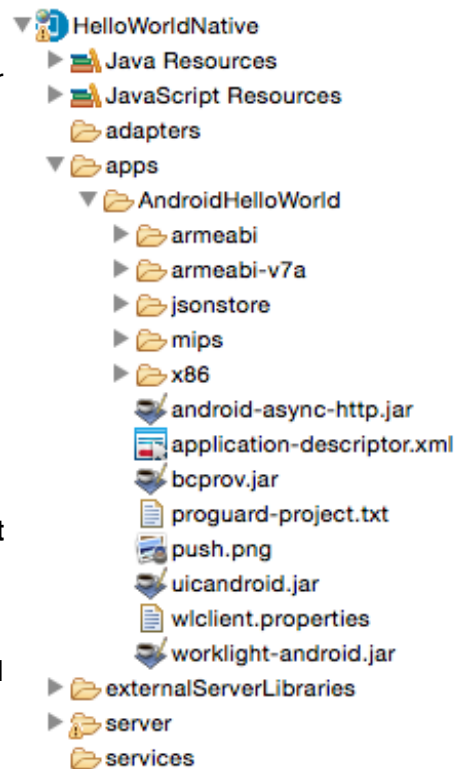 HelloWorldNative
Java Resources
JavaScript Resources
adapters
apps
AndroidHelloWorld
armeabi
armeabi-v7a
jsonstore
mips
x86
android-async-http.jar
application-descriptor.xml
bcprov.jar
proguard-project.txt
push.png
uicandroid.jar
wlclient.properties
worklight-android.jar
externalServerLibraries
server
services